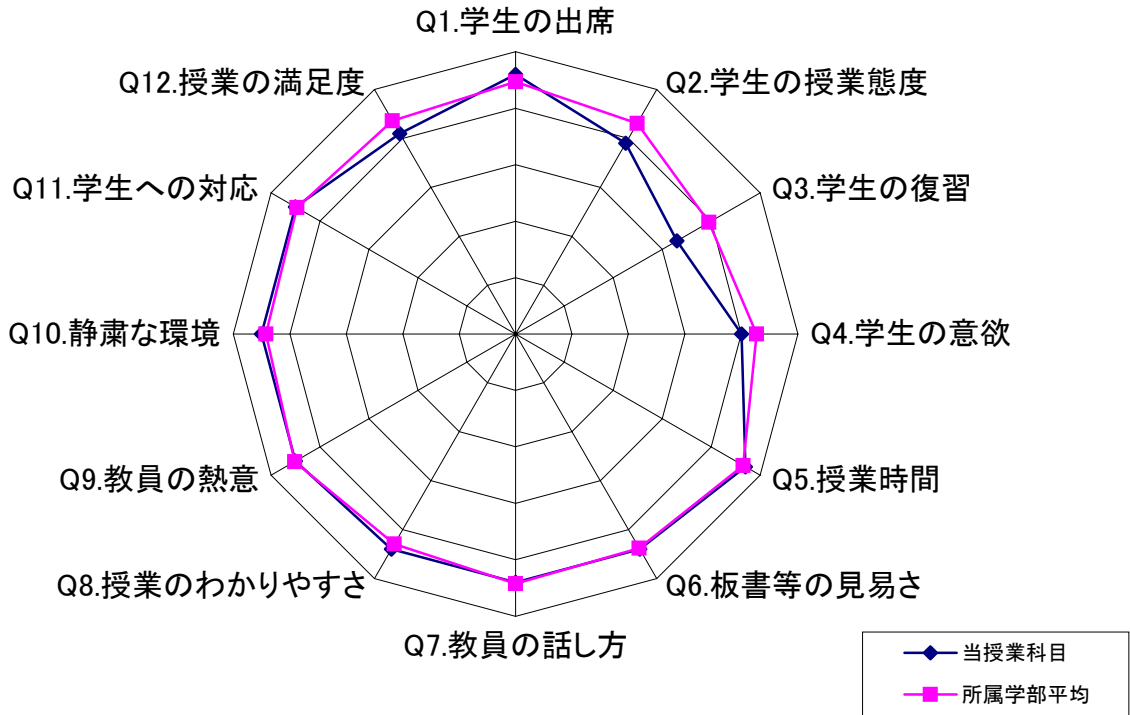 Q1.学生の出席
Q2.学生の授業態度
Q3.学生の復習
Q4.学生の意欲
Q5.授業時間
Q6.板書等の見易さ
Q7.教員の話し方
Q8.授業のわかりやすさ
Q9.教員の熱意
Q10.静粛な環境
Q11.学生への対応
Q12.授業の満足度
当授業科目
所属学部平均